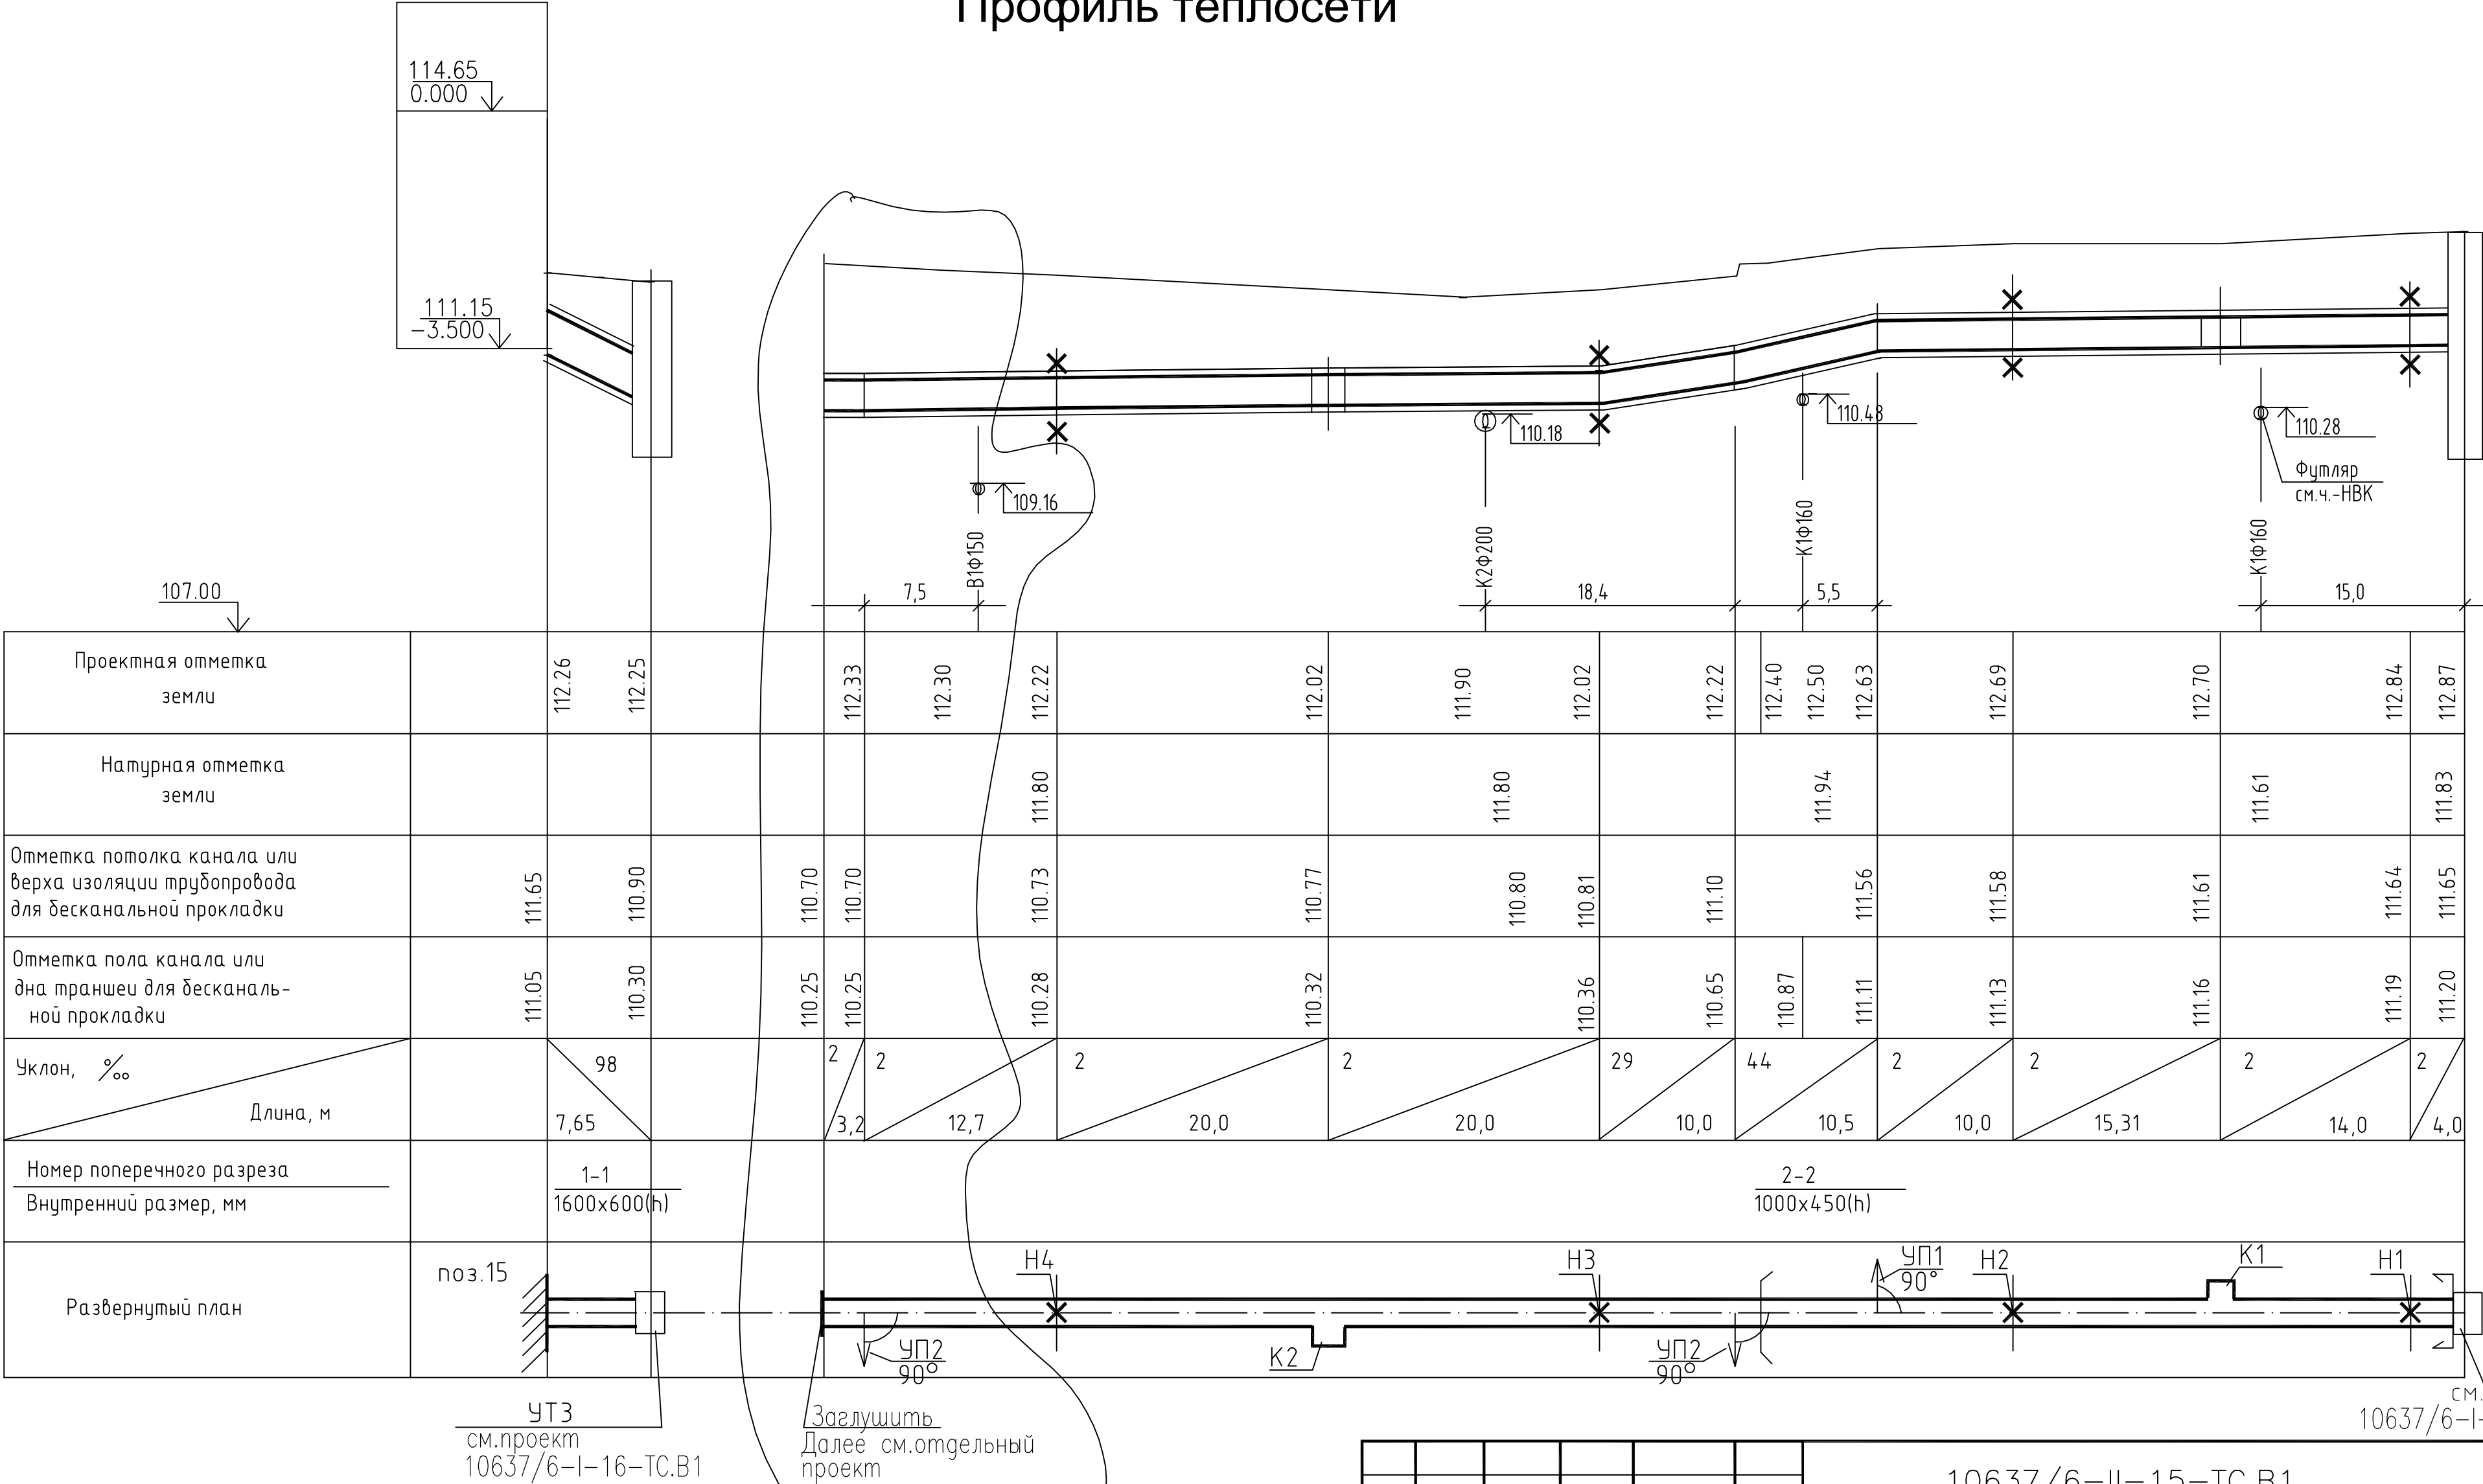 Профиль теплосети
114.65
0.000
111.15
-3.500
110.18
110.48
110.28
Футляр
см.ч.-НВК
109.16
В1Ф150
К2Ф200
К1Ф160
К1Ф160
107.00
7,5
18,4
5,5
15,0
Проектная отметка
земли
112.26
112.25
112.33
112.30
112.22
112.02
111.90
112.02
112.22
112.40
112.50
112.63
112.69
112.70
112.84
112.87
Натурная отметка
земли
111.80
111.80
111.94
111.61
111.83
Отметка потолка канала или
верха изоляции трубопровода
для бесканальной прокладки
111.65
110.90
110.70
110.70
110.73
110.77
110.80
110.81
111.10
111.56
111.58
111.61
111.64
111.65
Отметка пола канала или
дна траншеи для бесканаль-
ной прокладки
111.05
110.30
110.25
110.25
110.28
110.32
110.36
110.65
110.87
111.11
111.13
111.16
111.19
111.20
Уклон, ‰
98
2
2
2
2
29
44
2
2
2
2
Длина, м
7,65
3,2
12,7
20,0
20,0
10,0
10,5
10,0
15,31
14,0
4,0
Номер поперечного разреза
Внутренний размер, мм
1-1
1600х600(h)
2-2
1000х450(h)
Развернутый план
поз.15
Н4
Н3
УП1
90°
Н2
К1
Н1
УП2
90°
К2
УП2
90°
УТ3
см.проект
10637/6-I-16-ТС.В1
Заглушить
Далее см.отдельный
проект
см.
10637/6-I-
10637/6-II-15-ТС.В1